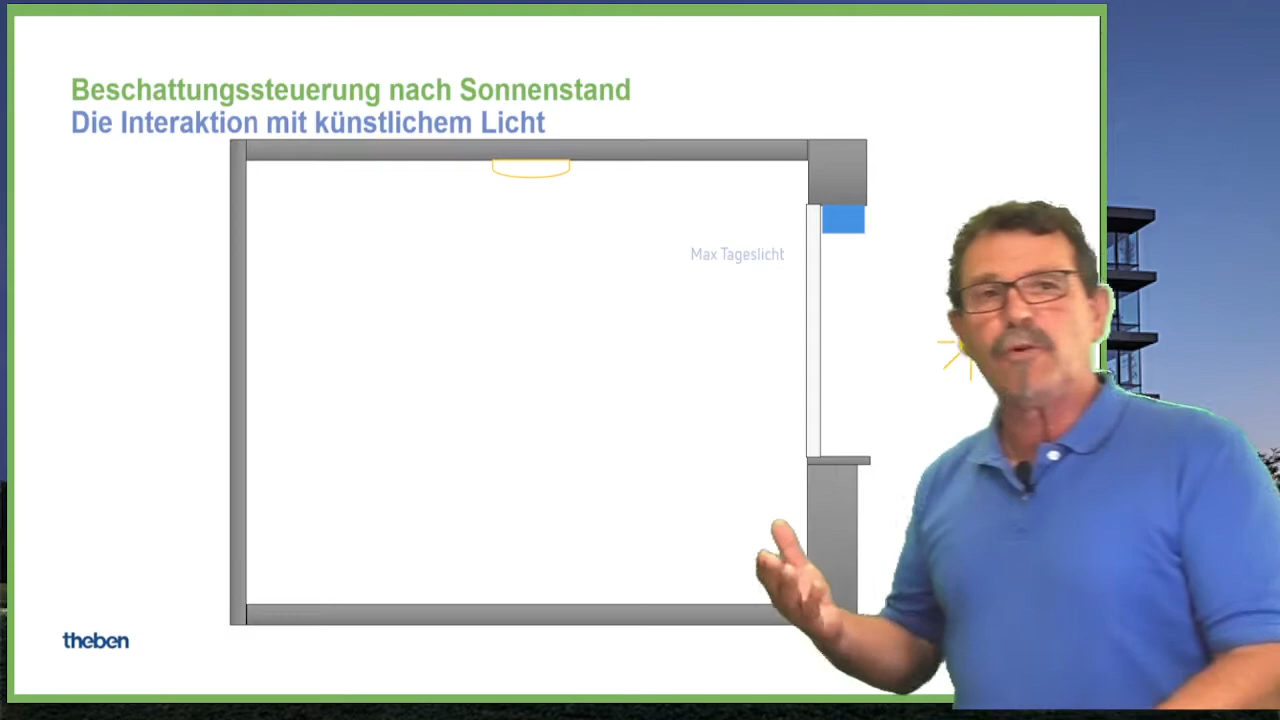 Beschattungssteuerung nach Sonnenstand
Die Interaktion mit künstlichem Licht
Max Tageslicht
theben